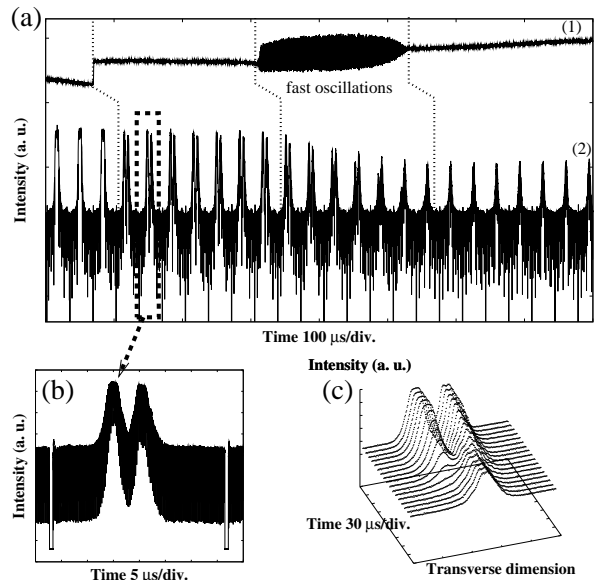 (a)
(1)
fast oscillations
(2)
Intensity (a. u.)
Time 100 μs/div.
(b)
Intensity (a. u.)
Time 5 μs/div.
Intensity (a. u.)
(c)
Time 30 μs/div.
Transverse dimension